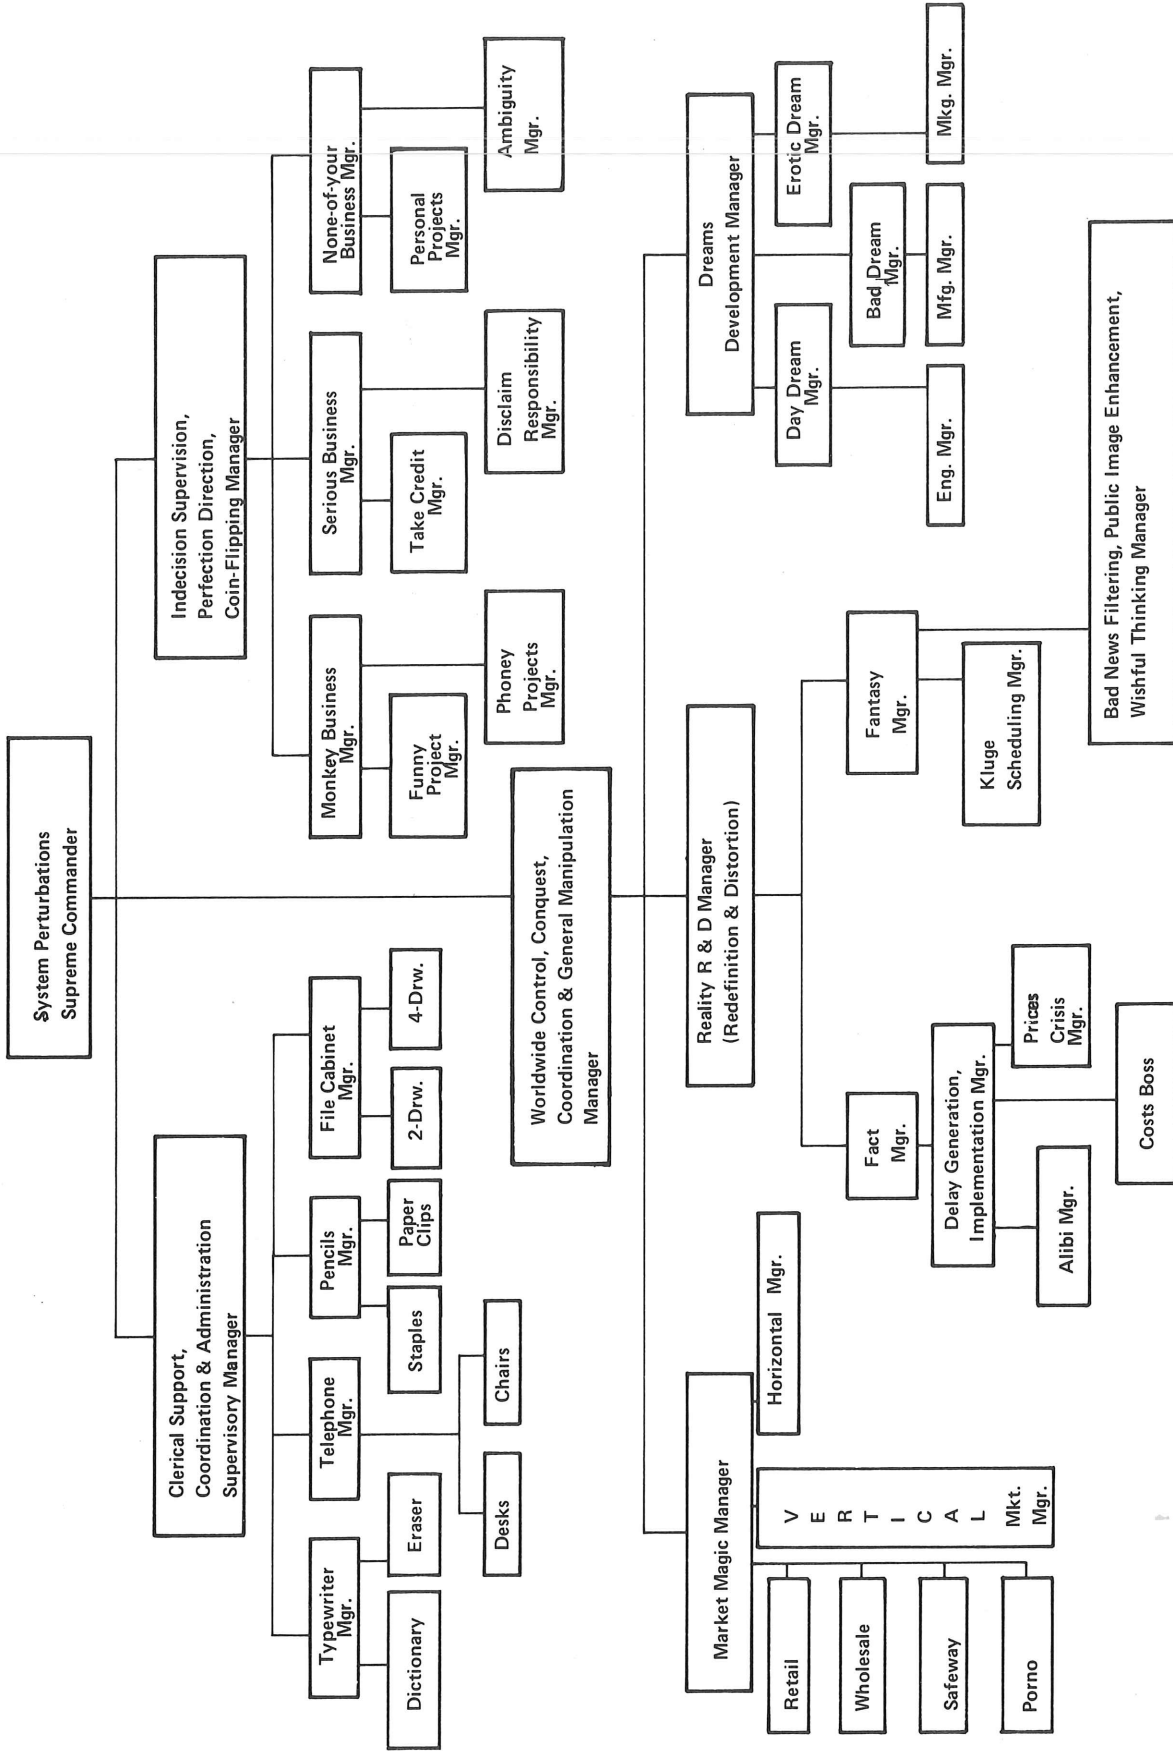 System Perturbations
Supreme Commander
Clerical Support,
Coordination & Administration
Supervisory Manager
Indecision Supervision,
Perfection Direction,
Coin-Flipping Manager
Typewriter
Mgr.
Telephone
Mgr.
Pencils
Mgr.
File Cabinet
Mgr.
Monkey Business
Mgr.
Serious Business
Mgr.
None-of-your
Business Mgr.
Dictionary
Eraser
Staples
Paper
Clips
2-Drw.
4-Drw.
Funny
Project
Mgr.
Take Credit
Mgr.
Personal
Projects
Mgr.
Desks
Chairs
Phoney
Projects
Mgr.
Disclaim
Responsibility
Mgr.
Ambiguity
Mgr.
Worldwide Control, Conquest,
Coordination & General Manipulation
Manager
Market Magic Manager
Reality R & D Manager
(Redefinition & Distortion)
Dreams
Development Manager
Retail
Wholesale
Safeway
Porno
V
E
R
T
I
C
A
L
Mkt.
Mgr.
Horizontal Mgr.
Fact
Mgr.
Fantasy
Mgr.
Day Dream
Mgr.
Bad Dream
Mgr.
Erotic Dream
Mgr.
Delay Generation,
Implementation Mgr.
Kluge
Scheduling Mgr.
Eng. Mgr.
Mfg. Mgr.
Mkg. Mgr.
Alibi Mgr.
Prices
Crisis
Mgr.
Costs Boss
Bad News Filtering, Public Image Enhancement,
Wishful Thinking Manager